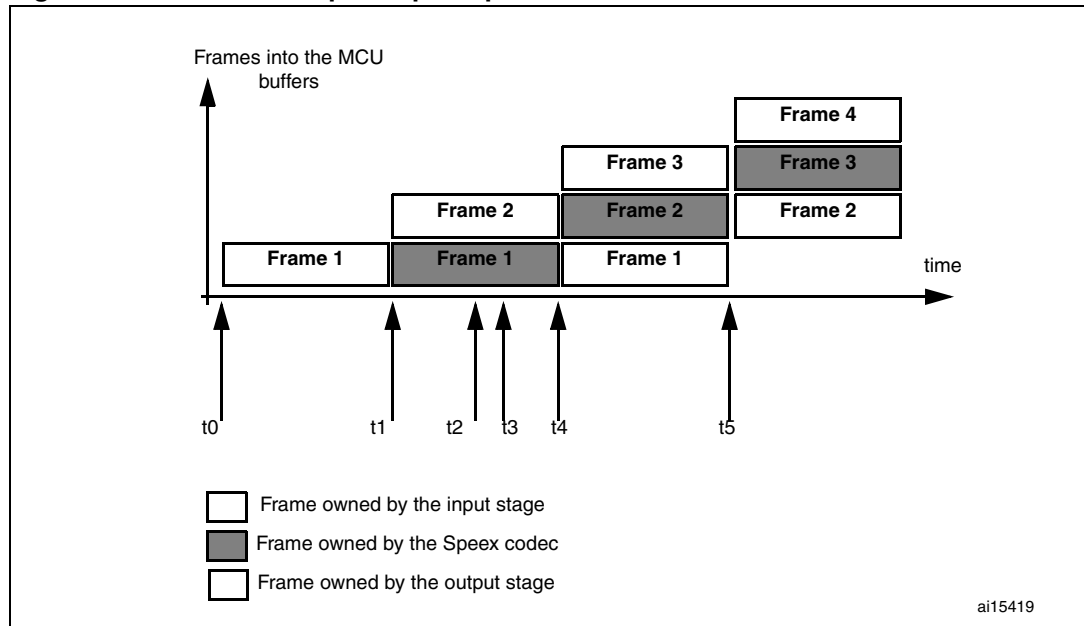 Frames into the MCU
buffers
Frame 4
Frame 3
Frame 3
Frame 2
Frame 2
Frame 2
Frame 1
Frame 1
Frame 1
time
t0
t1
t2
t3
t4
t5
Frame owned by the input stage
Frame owned by the Speex codec
Frame owned by the output stage
ai15419